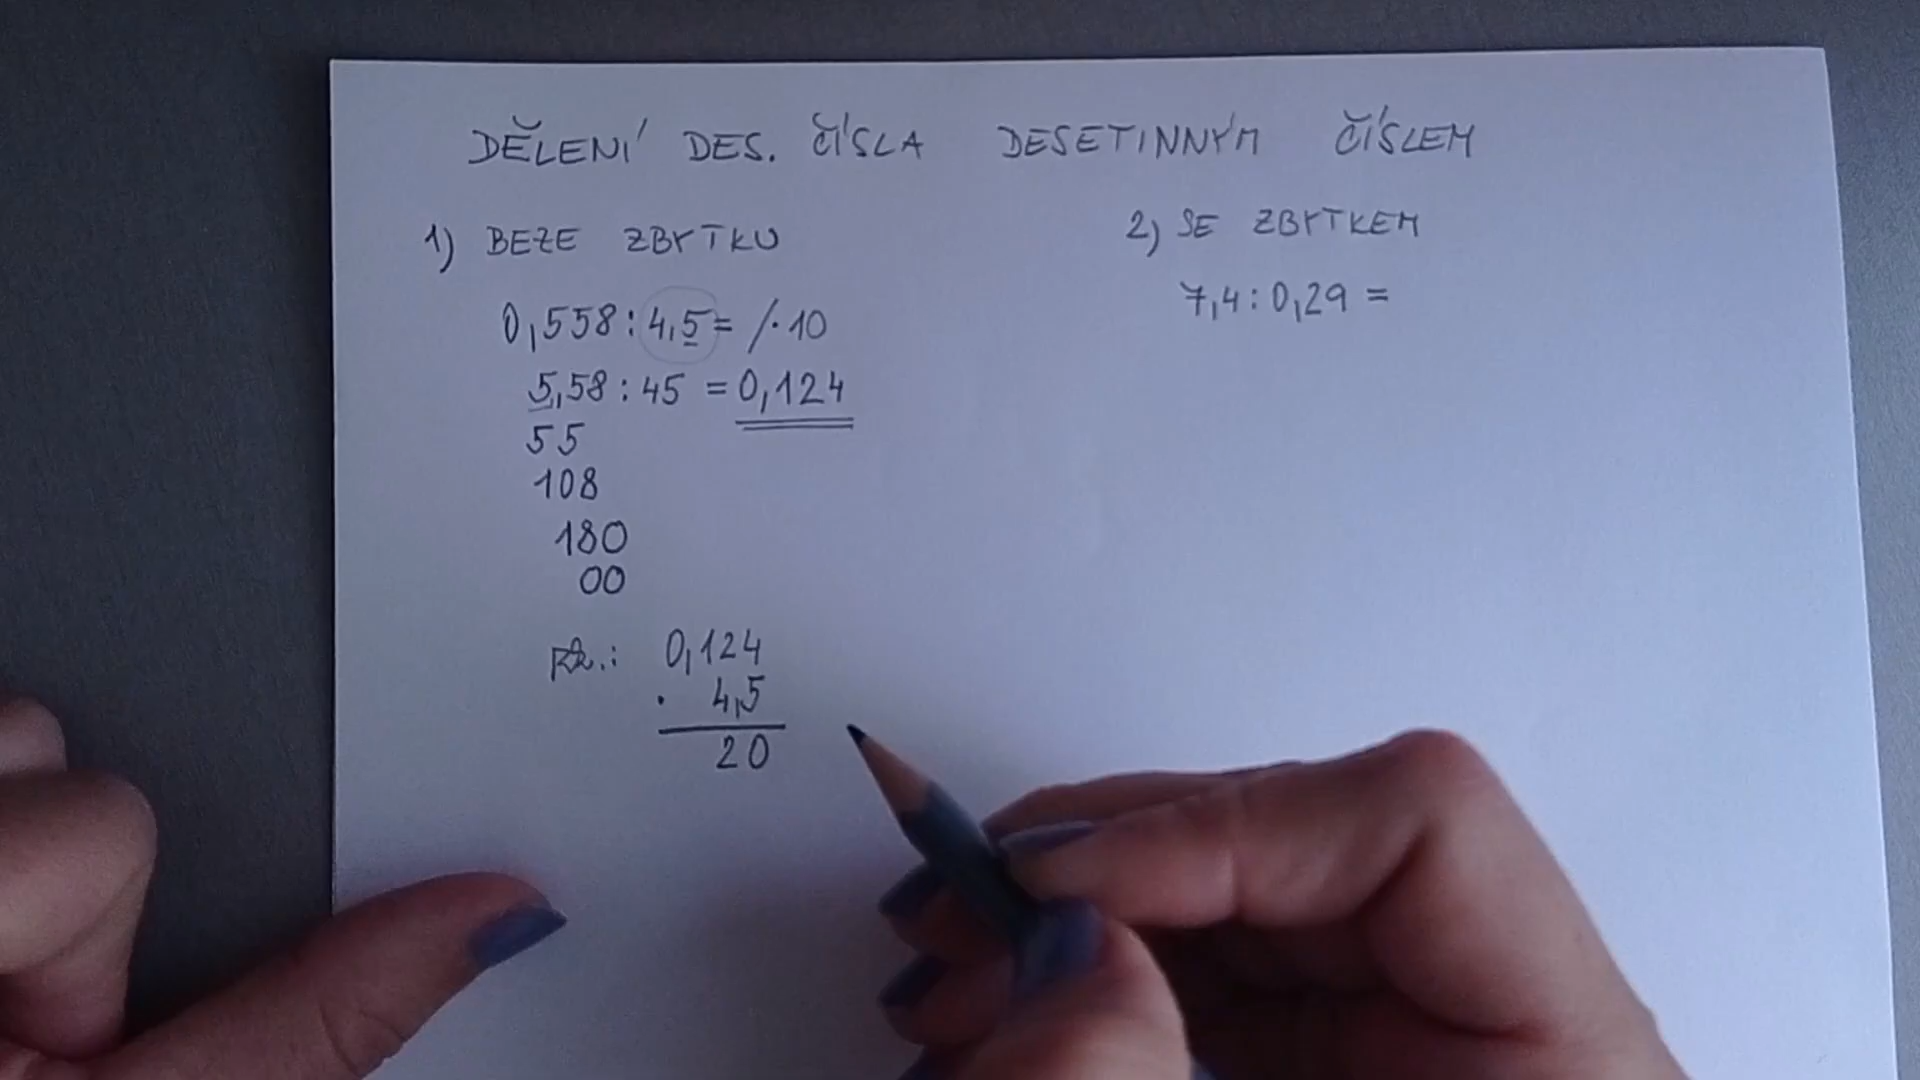 DĚLENÍ DES. ČÍSLA DESETINNÝM ČÍSLEM
1) BEZE ZBYTKU
0,558 : 4,5 = /· 10
5,58 : 45 = 0,124
55
108
180
00
Zk.: 0,124
· 4,5
20
2) SE ZBYTKEM
7,4 : 0,29 =